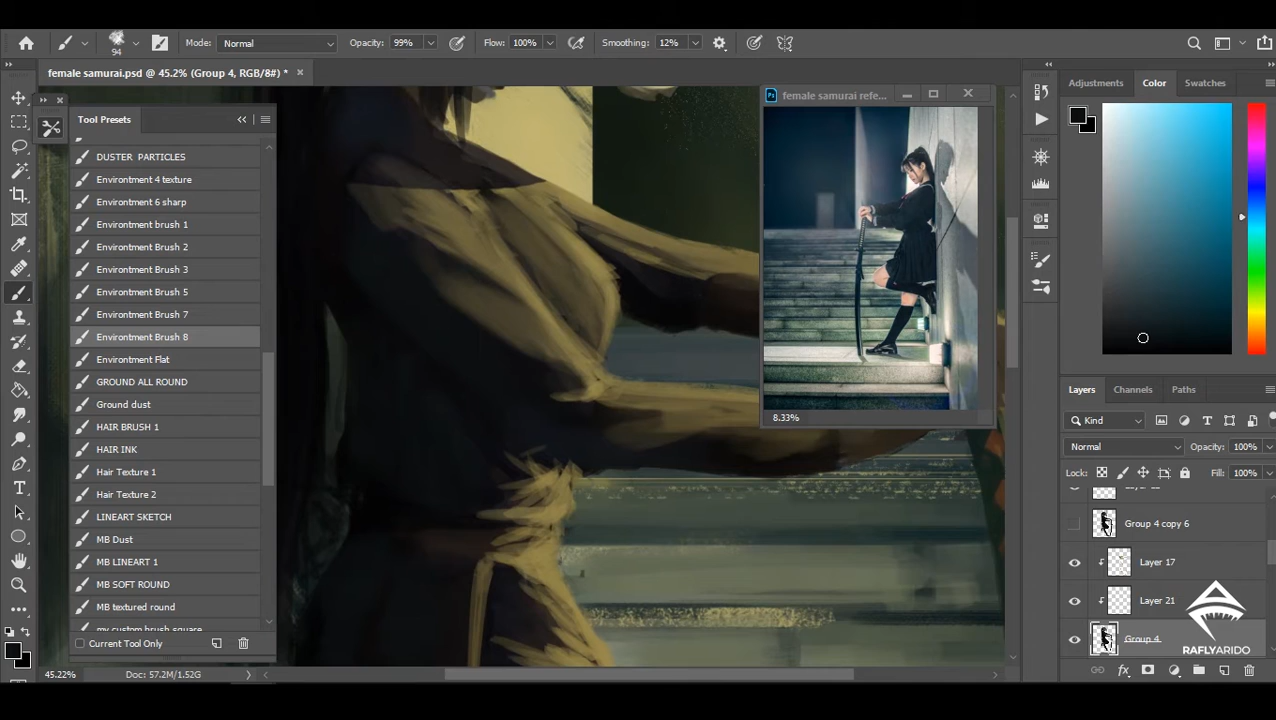 94
Mode: Normal
Opacity: 99%
Flow: 100%
Smoothing: 12%
female samurai.psd @ 45.2% (Group 4, RGB/8#) *
Tool Presets
DUSTER PARTICLES
Environtment 4 texture
Environtment 6 sharp
Environtment brush 1
Environtment Brush 2
Environtment Brush 3
Environtment Brush 5
Environtment Brush 7
Environtment Brush 8
Environtment Flat
GROUND ALL ROUND
Ground dust
HAIR BRUSH 1
HAIR INK
Hair Texture 1
Hair Texture 2
LINEART SKETCH
MB Dust
MB LINEART 1
MB SOFT ROUND
MB textured round
my custom brush square
Current Tool Only
45.22%
Doc: 57.2M/1.52G
female samurai refe...
8.33%
Adjustments
Color
Swatches
Layers
Channels
Paths
Kind
Normal
Opacity: 100%
Lock:
Fill: 100%
Group 4 copy 6
Layer 17
Layer 21
Group 4
RAFLYARIDO